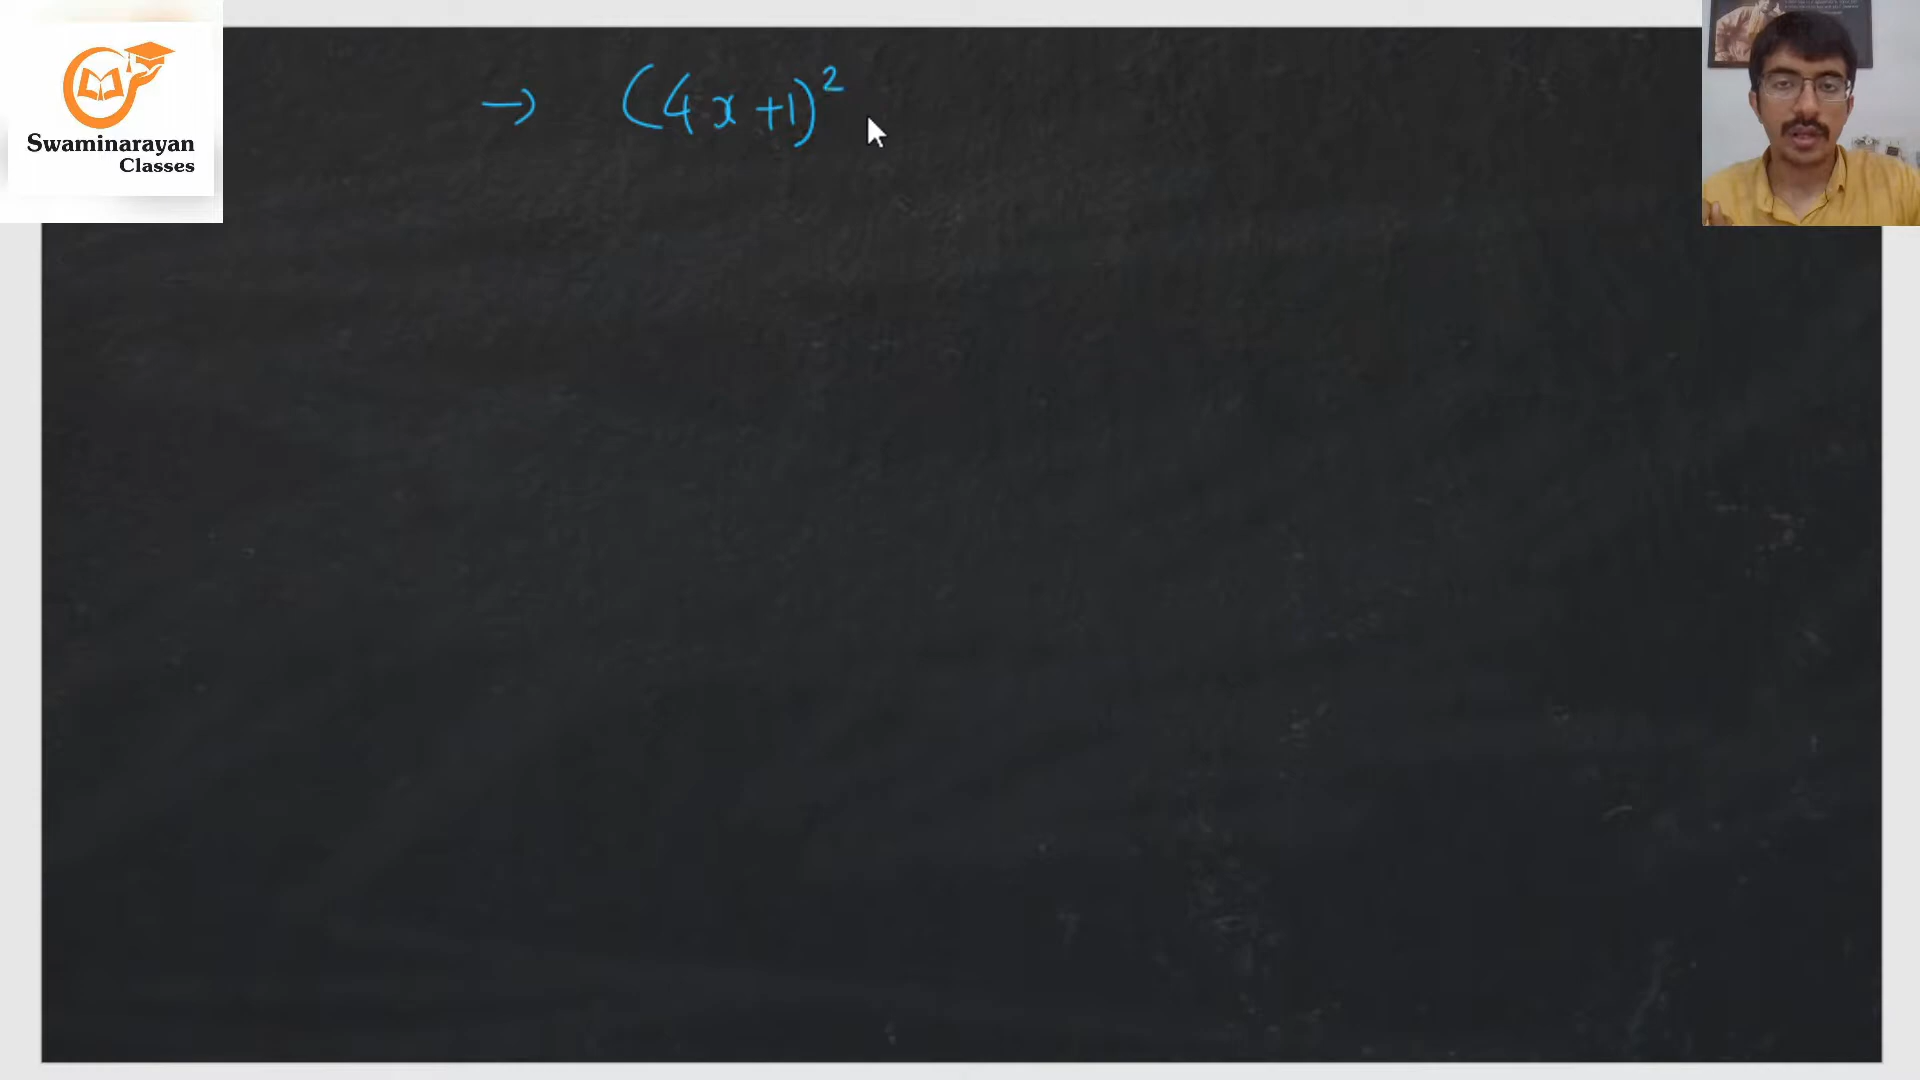 Swaminarayan
Classes
→ (4x+1)²